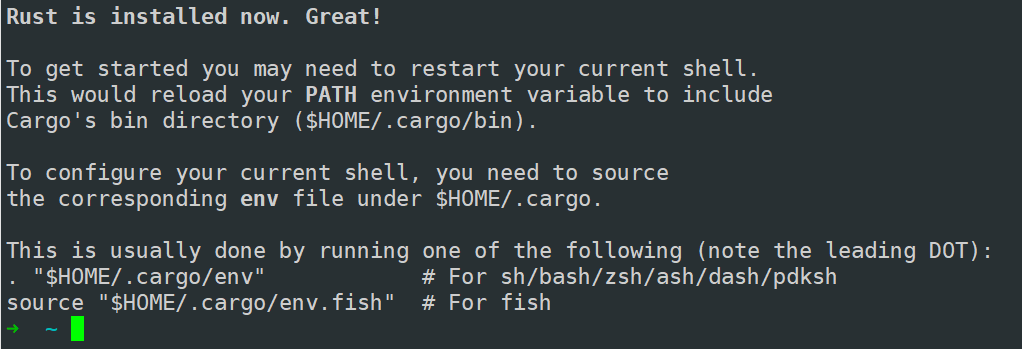 Rust is installed now. Great!
To get started you may need to restart your current shell.
This would reload your PATH environment variable to include
Cargo's bin directory ($HOME/.cargo/bin).
To configure your current shell, you need to source
the corresponding env file under $HOME/.cargo.
This is usually done by running one of the following (note the leading DOT):
. "$HOME/.cargo/env"            # For sh/bash/zsh/ash/dash/pdksh
source "$HOME/.cargo/env.fish"  # For fish
➜  ~